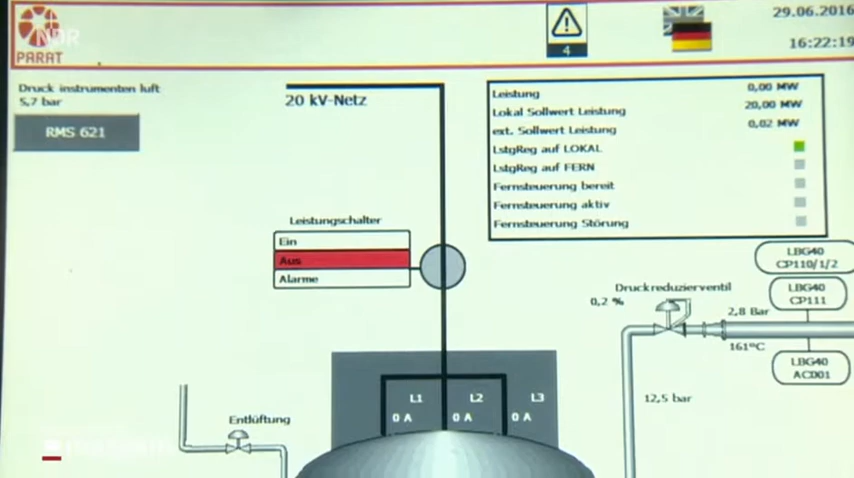 NDR
PARAT
4
29.06.2016
16:22:19
Druck instrumenten luft
5,7 bar
RMS 621
20 kV-Netz
Leistung 0,00 MW
Lokal Sollwert Leistung 20,00 MW
ext. Sollwert Leistung 0,02 MW
LstgReg auf LOKAL
LstgReg auf FERN
Fernsteuerung bereit
Fernsteuerung aktiv
Fernsteuerung Störung
Leistungschalter
Ein
Aus
Alarme
LBG40
CP110/1/2
Druckreduzierventil
0,2 %
LBG40
CP111
2,8 Bar
161°C
LBG40
AC001
12,5 bar
L1 L2 L3
0 A 0 A 0 A
Entlüftung